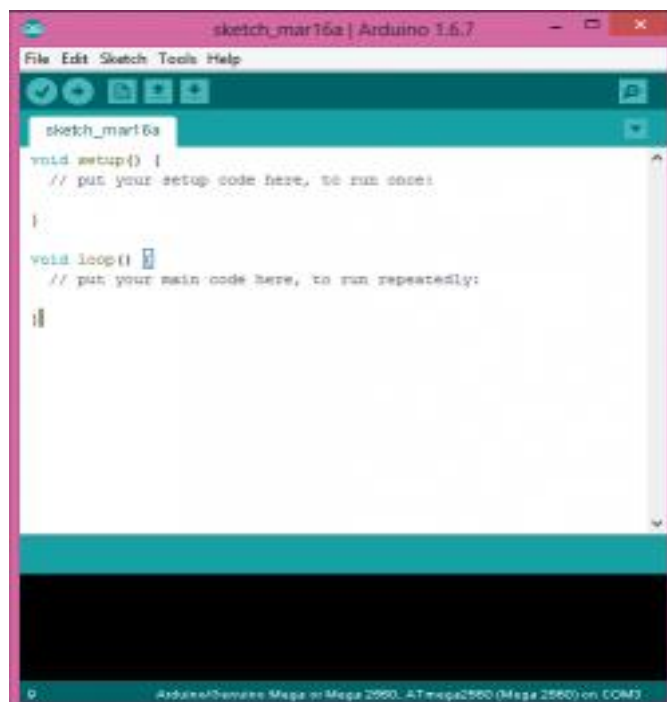 sketch_mar16a | Arduino 1.6.7
File Edit Sketch Tools Help
sketch_mar16a
void setup() {
// put your setup code here, to run once:
}
void loop() {
// put your main code here, to run repeatedly:
}
9
Arduino/Genuino Mega or Mega 2560, ATmega2560 (Mega 2560) on COM3